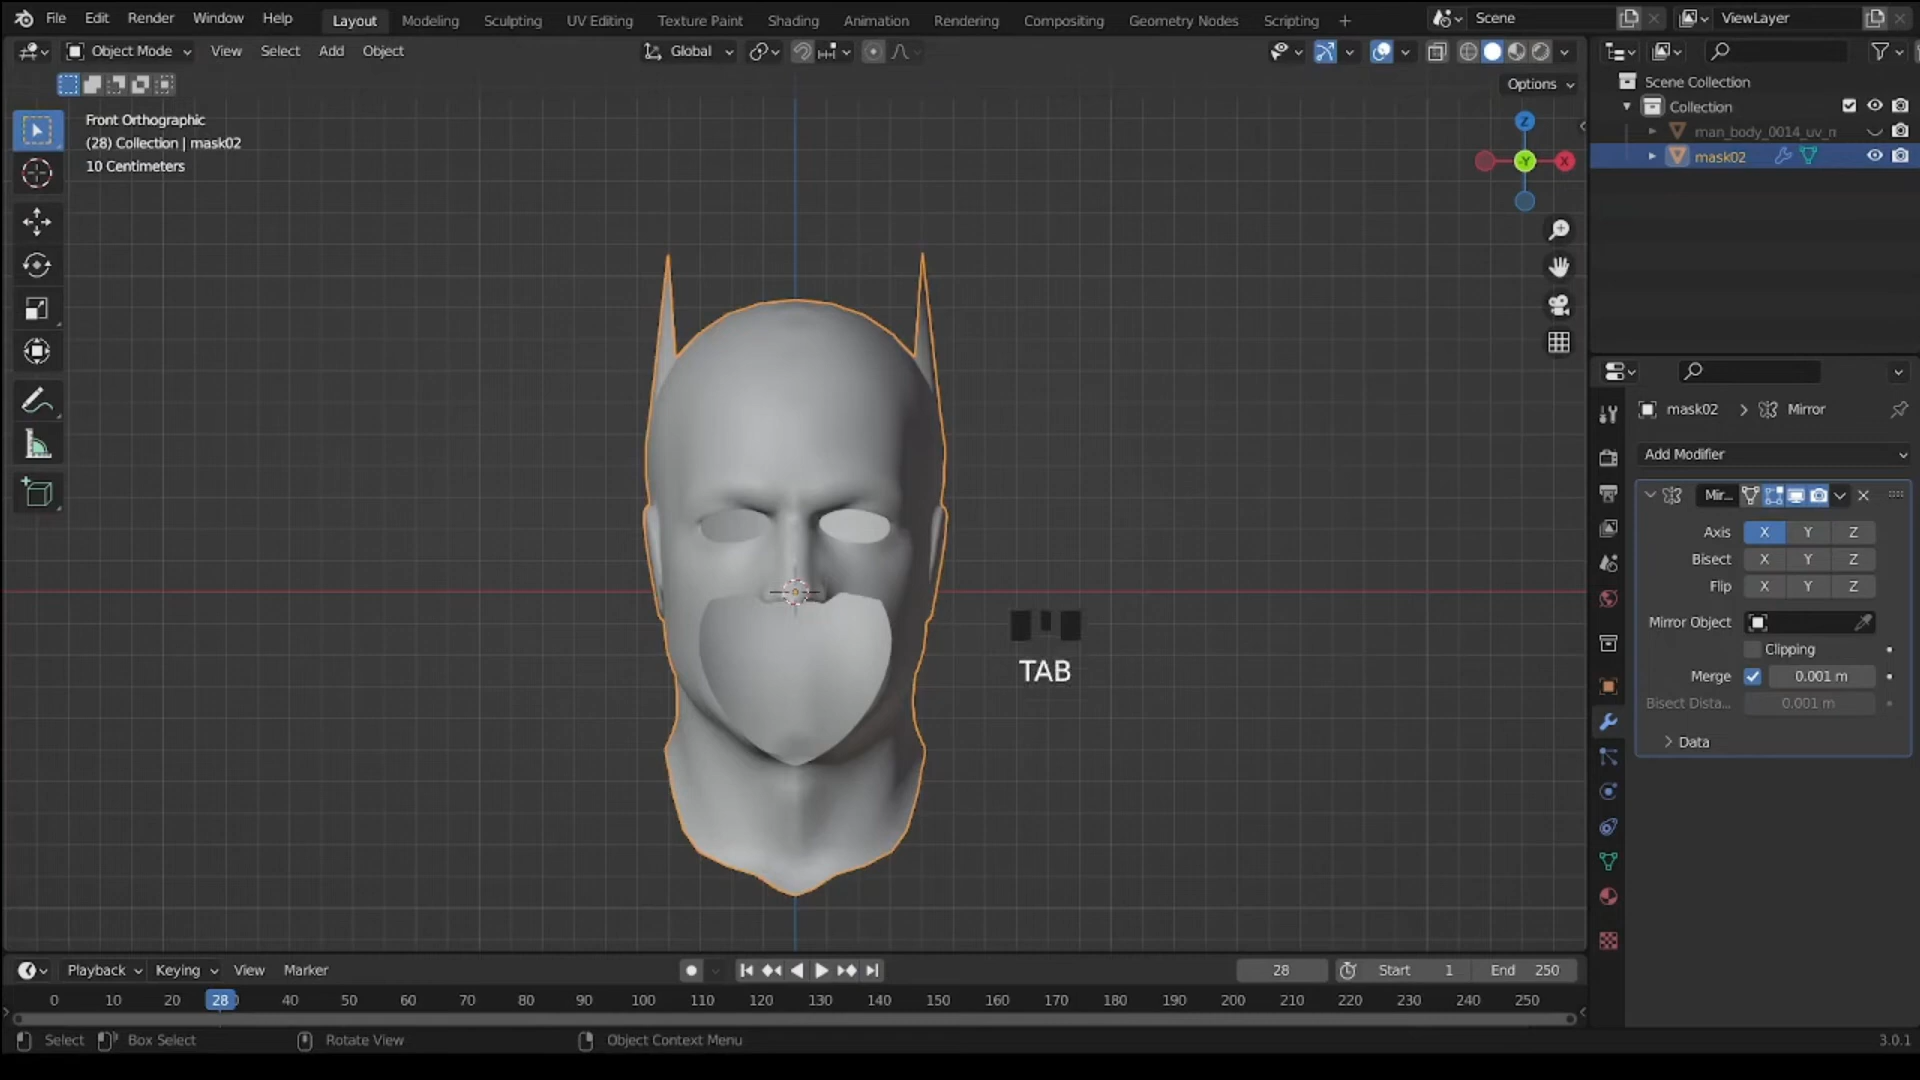 File Edit Render Window Help Layout Modeling Sculpting UV Editing Texture Paint Shading Animation Rendering Compositing Geometry Nodes Scripting + Scene ViewLayer
Object Mode View Select Add Object Global
Options
Scene Collection
Collection
man_body_0014_uv_r
mask02
Front Orthographic
(28) Collection | mask02
10 Centimeters
Z
Y
X
mask02 > Mirror
Add Modifier
Mir...
Axis X Y Z
Bisect X Y Z
Flip X Y Z
Mirror Object
Clipping
Merge 0.001 m
Bisect Dista... 0.001 m
Data
TAB
Playback Keying View Marker 28 Start 1 End 250
0 10 20 28 40 50 60 70 80 90 100 110 120 130 140 150 160 170 180 190 200 210 220 230 240 250
Select Box Select Rotate View Object Context Menu 3.0.1